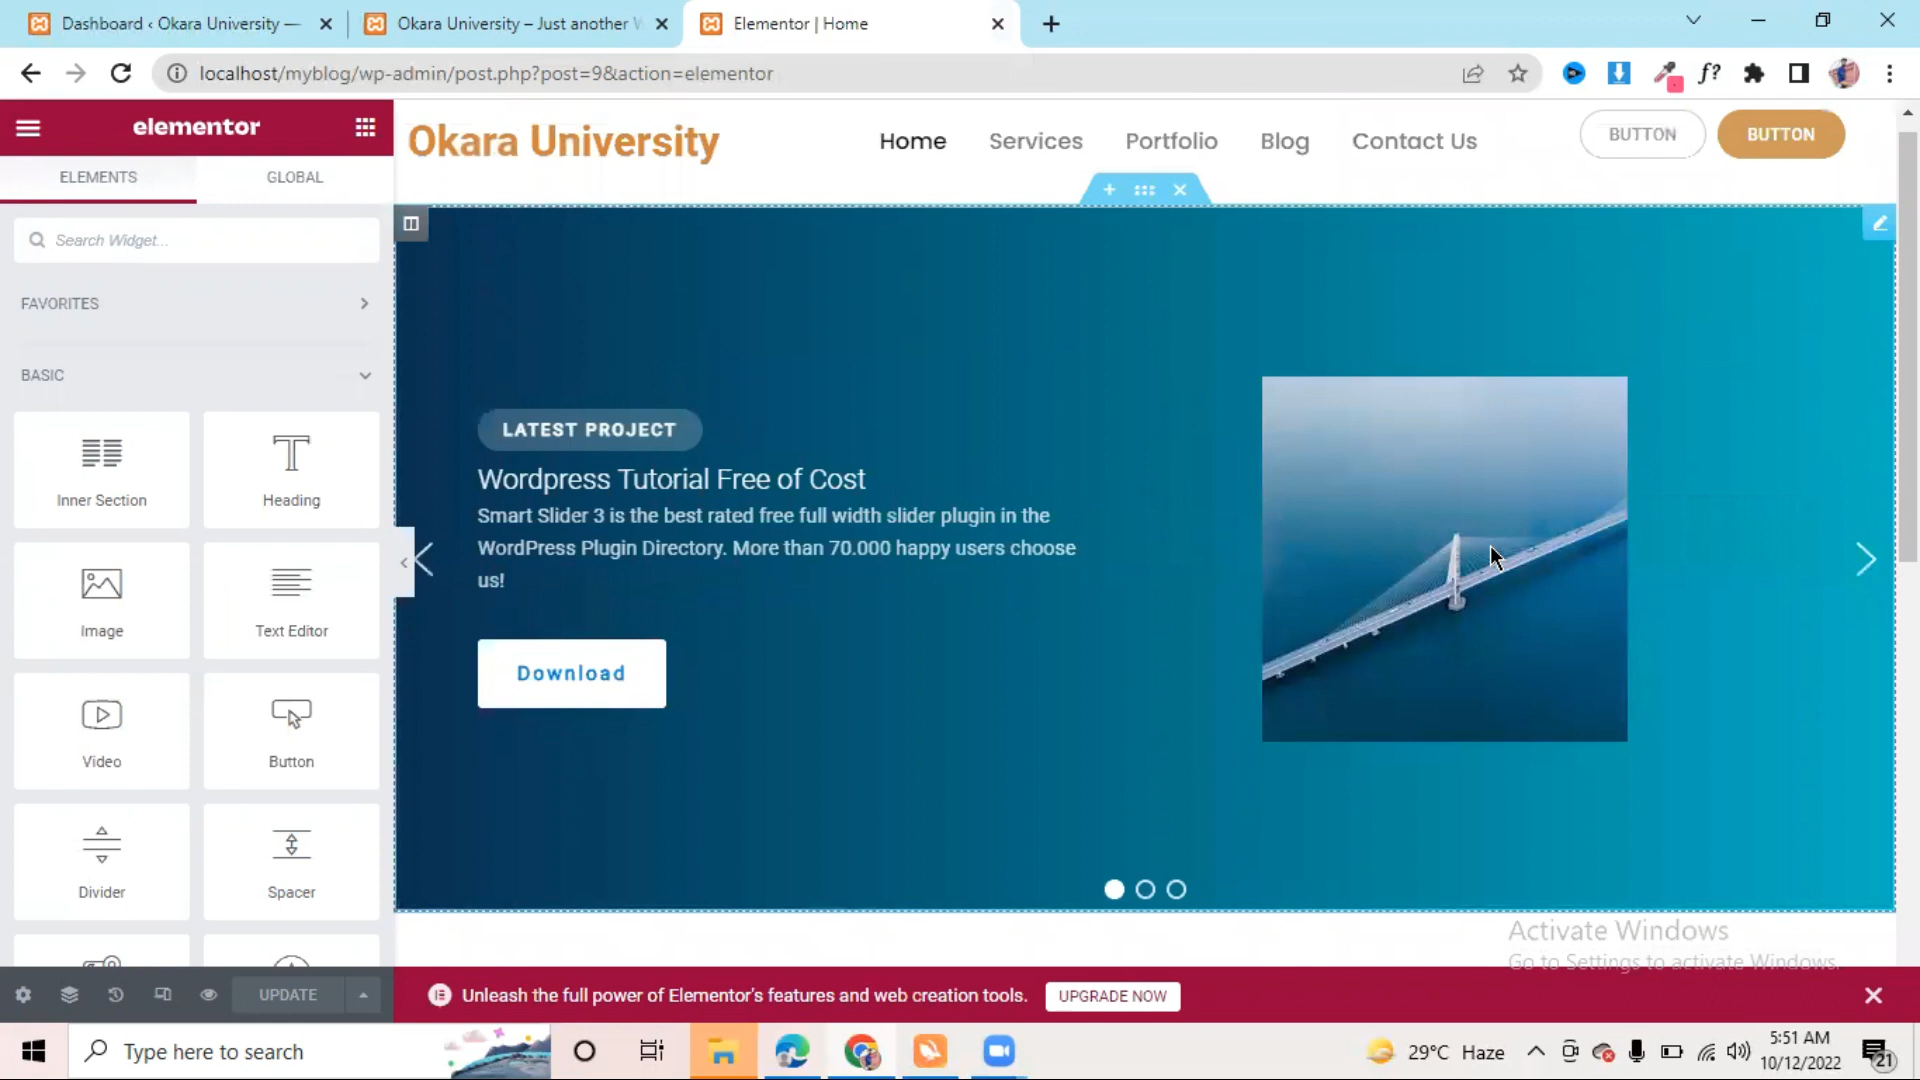 Dashboard ‹ Okara University —
Okara University – Just another W
Elementor | Home
localhost/myblog/wp-admin/post.php?post=9&action=elementor
f?
elementor
ELEMENTS
GLOBAL
Search Widget...
FAVORITES
BASIC
Inner Section
Heading
Image
Text Editor
Video
Button
Divider
Spacer
UPDATE
Okara University
Home
Services
Portfolio
Blog
Contact Us
BUTTON
BUTTON
LATEST PROJECT
Wordpress Tutorial Free of Cost
Smart Slider 3 is the best rated free full width slider plugin in the
WordPress Plugin Directory. More than 70.000 happy users choose
us!
Download
Activate Windows
Go to Settings to activate Windows.
Unleash the full power of Elementor's features and web creation tools.
UPGRADE NOW
Type here to search
29°C Haze
5:51 AM
10/12/2022
21